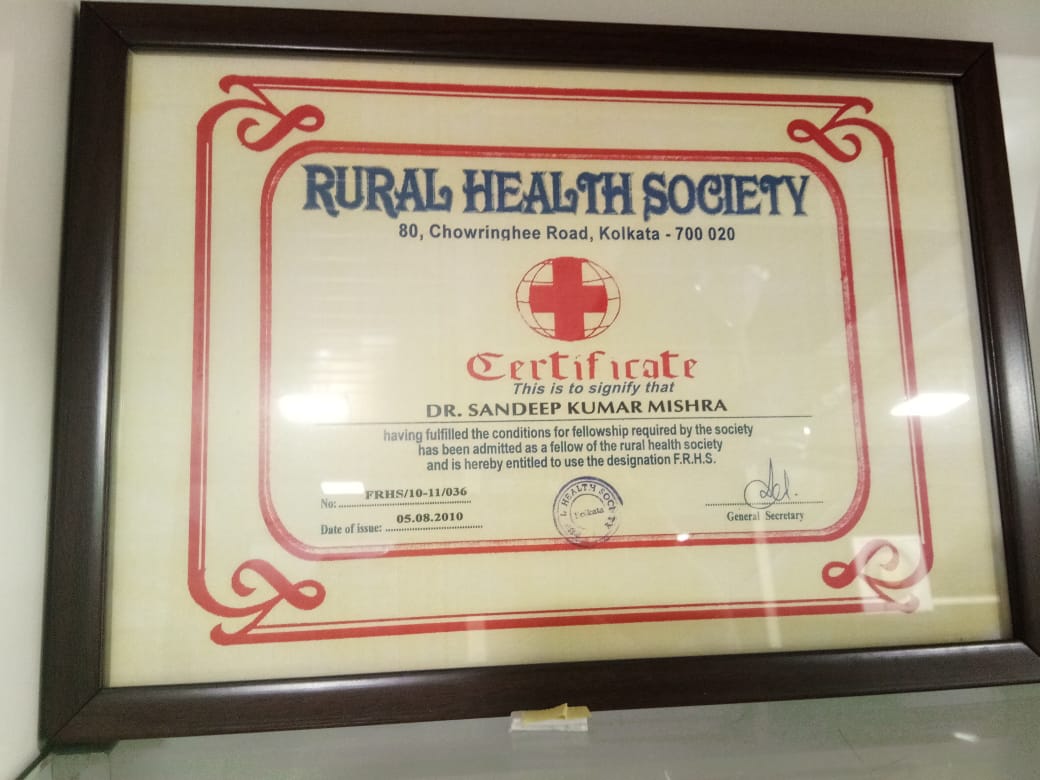 RURAL HEALTH SOCIETY
80, Chowringhee Road, Kolkata - 700 020
Certificate
This is to signify that
DR. SANDEEP KUMAR MISHRA
having fulfilled the conditions for fellowship required by the society
has been admitted as a fellow of the rural health society
and is hereby entitled to use the designation F.R.H.S.
No: FRHS/10-11/036
Date of issue: 05.08.2010
L HEALTH SOCIETY
Kolkata
General Secretary